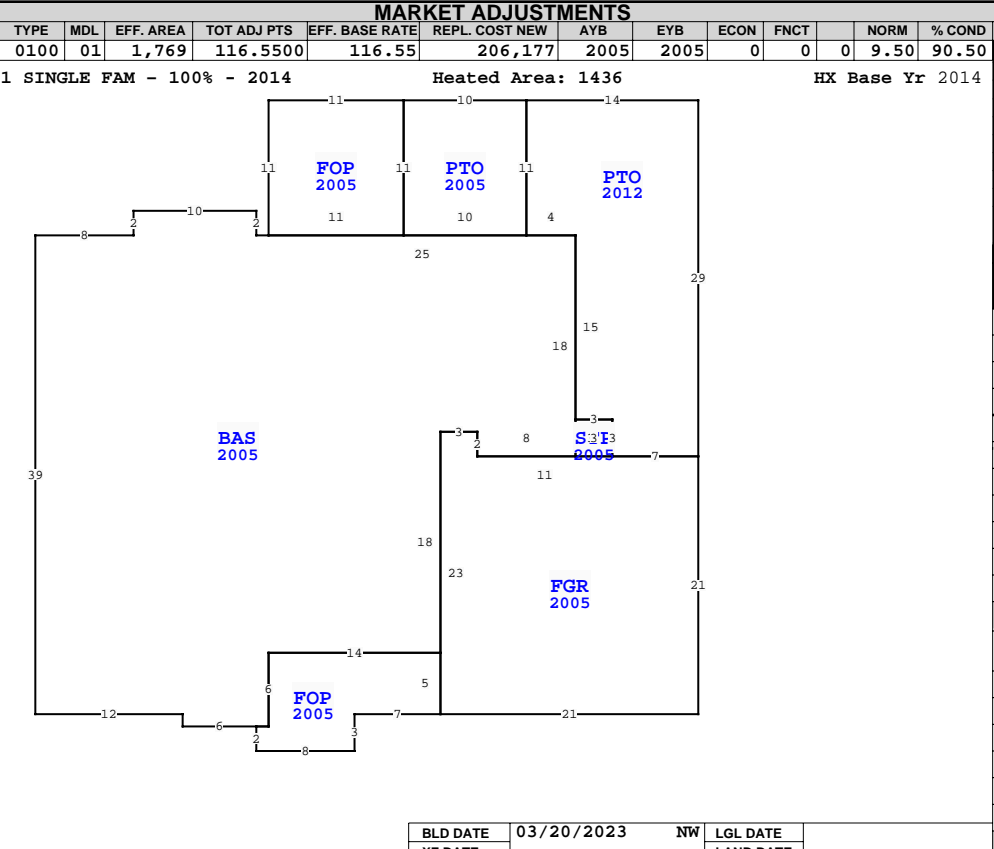 MARKET ADJUSTMENTS
TYPE MDL EFF. AREA TOT ADJ PTS EFF. BASE RATE REPL. COST NEW AYB EYB ECON FNCT NORM % COND
0100 01 1,769 116.5500 116.55 206,177 2005 2005 0 0 0 9.50 90.50
1 SINGLE FAM - 100% - 2014 Heated Area: 1436 HX Base Yr 2014
11 10 14
11 FOP 11 PTO 11 PTO
2005 2005 2012
10 11 10 4
2 2
8
25
29
15
18
3
3 8 3 3
BAS 2
2005 2005 7
39 11
18
23 21
FGR
2005
14
6 5
FOP
2005
12 7 21
6 2 3
8
BLD DATE 03/20/2023 NW LGL DATE